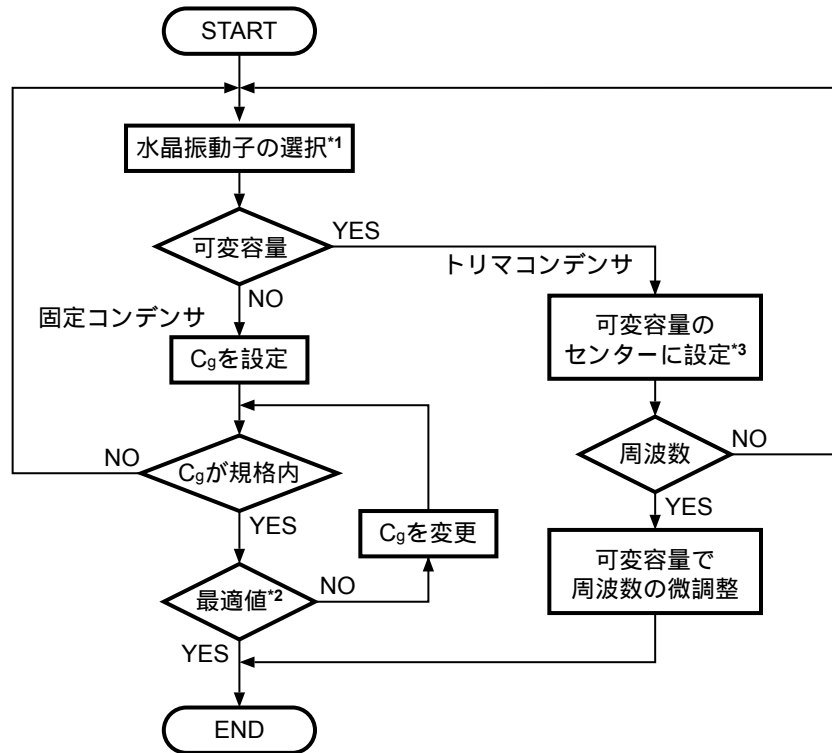 START
水晶振動子の選択*1
可変容量
YES
トリマコンデンサ
NO
固定コンデンサ
Cgを設定
可変容量の
センターに設定*3
NO
Cgが規格内
YES
周波数
NO
YES
Cgを変更
可変容量で
周波数の微調整
最適値*2
NO
YES
END